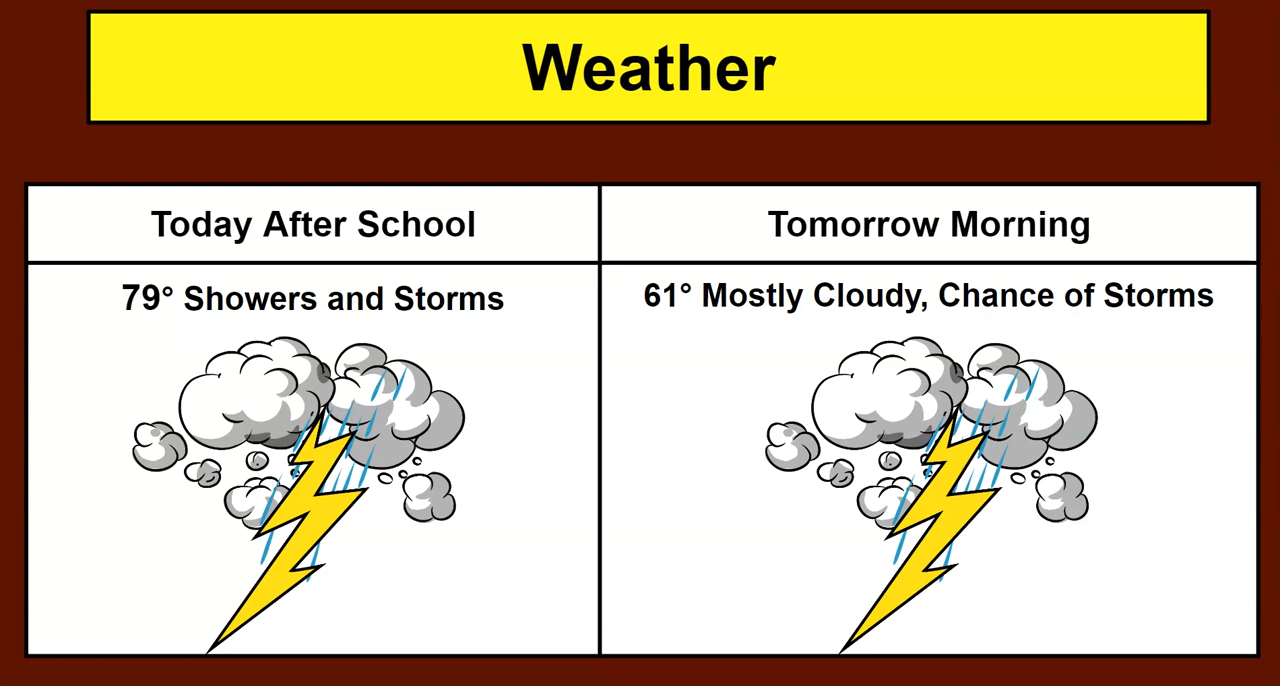 Weather
Today After School
Tomorrow Morning
79° Showers and Storms
61° Mostly Cloudy, Chance of Storms